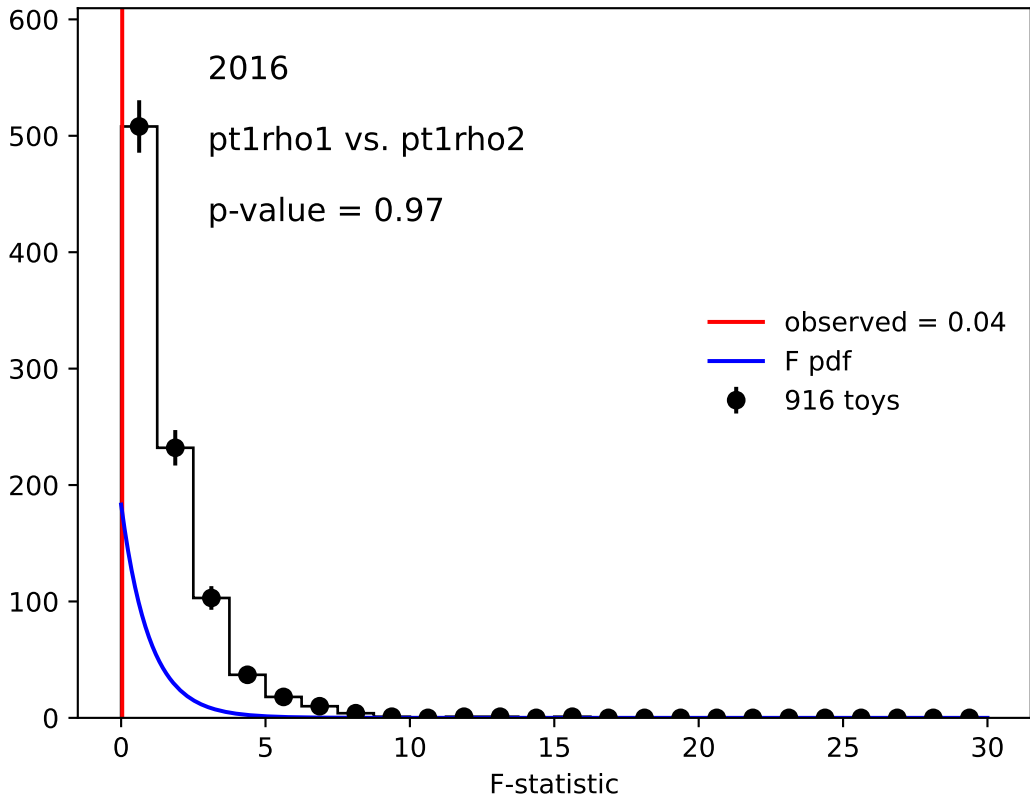 600
500
400
300
200
100
0
2016
pt1rho1 vs. pt1rho2
p-value = 0.97
observed = 0.04
F pdf
916 toys
0 5 10 15 20 25 30
F-statistic